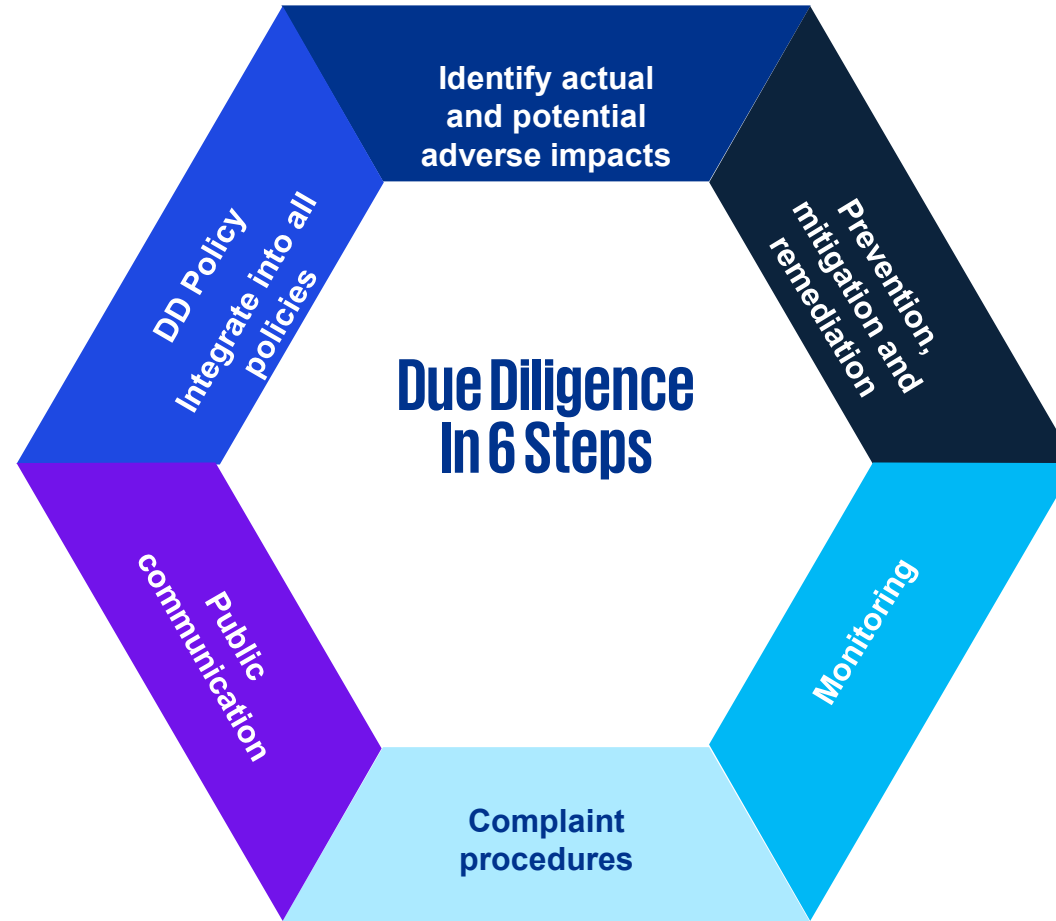 Identify actual
and potential
adverse impacts
Prevention,
mitigation and
remediation
DD Policy
Integrate into all
policies
Due Diligence
In 6 Steps
Public
communication
Monitoring
Complaint
procedures